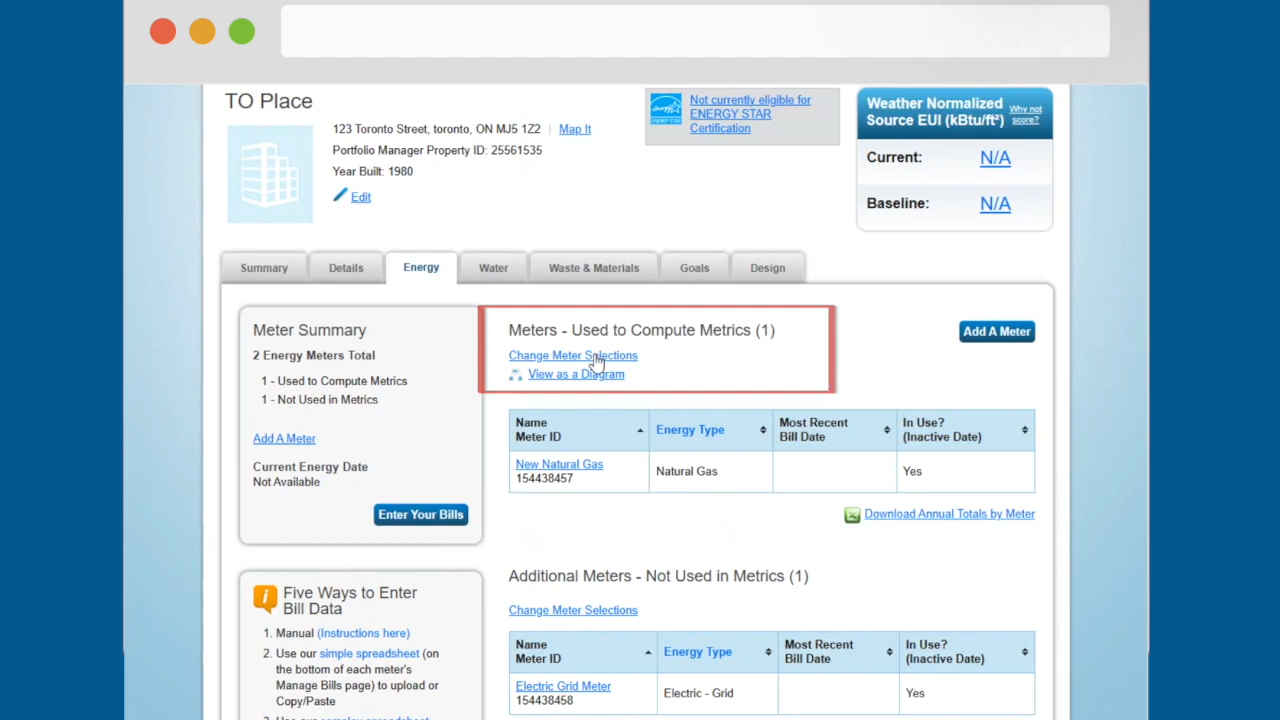 TO Place
123 Toronto Street, toronto, ON MJ5 1Z2 | Map It
Portfolio Manager Property ID: 25561535
Year Built: 1980
Edit
Not currently eligible for
ENERGY STAR
Certification
Weather Normalized
Source EUI (kBtu/ft²)
Why not
score?
Current: N/A
Baseline: N/A
Summary
Details
Energy
Water
Waste & Materials
Goals
Design
Meter Summary
2 Energy Meters Total
1 - Used to Compute Metrics
1 - Not Used in Metrics
Add A Meter
Current Energy Date
Not Available
Enter Your Bills
Meters - Used to Compute Metrics (1)
Change Meter Selections
View as a Diagram
Add A Meter
Name
Meter ID
Energy Type
Most Recent
Bill Date
In Use?
(Inactive Date)
New Natural Gas
154438457
Natural Gas
Yes
Download Annual Totals by Meter
Five Ways to Enter
Bill Data
1. Manual (Instructions here)
2. Use our simple spreadsheet (on
the bottom of each meter's
Manage Bills page) to upload or
Copy/Paste
3. Use our complex spreadsheet
Additional Meters - Not Used in Metrics (1)
Change Meter Selections
Name
Meter ID
Energy Type
Most Recent
Bill Date
In Use?
(Inactive Date)
Electric Grid Meter
154438458
Electric - Grid
Yes